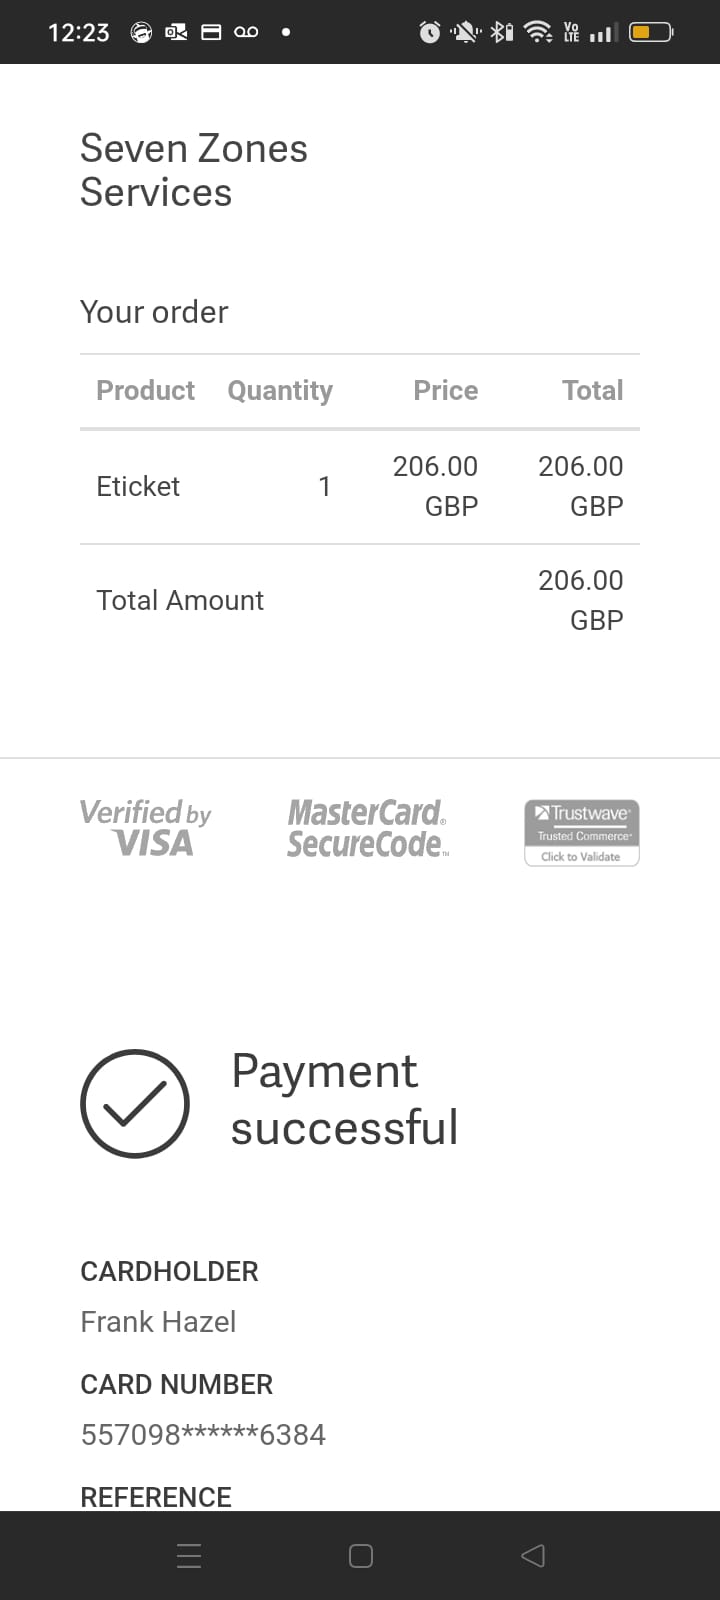 12:23
Vo
LTE
Seven Zones
Services
Your order
Product Quantity Price Total
Eticket 1 206.00 GBP 206.00 GBP
Total Amount 206.00 GBP
Verified by
VISA
MasterCard®
SecureCode™
Trustwave®
Trusted Commerce™
Click to Validate
Payment
successful
CARDHOLDER
Frank Hazel
CARD NUMBER
557098******6384
REFERENCE